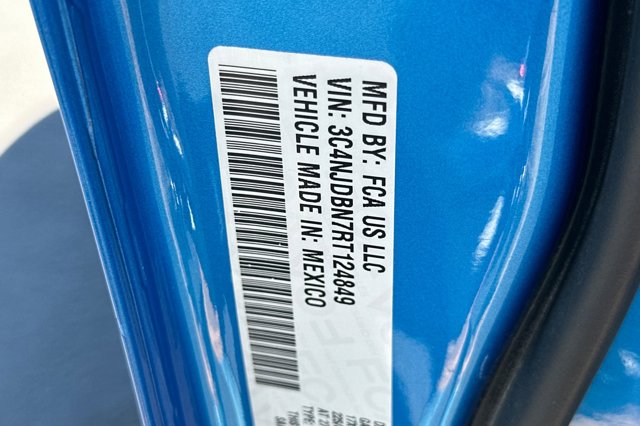 MFD BY: FCA US LLC
VIN: 3C4NJDBN7RT124849
VEHICLE MADE IN: MEXICO